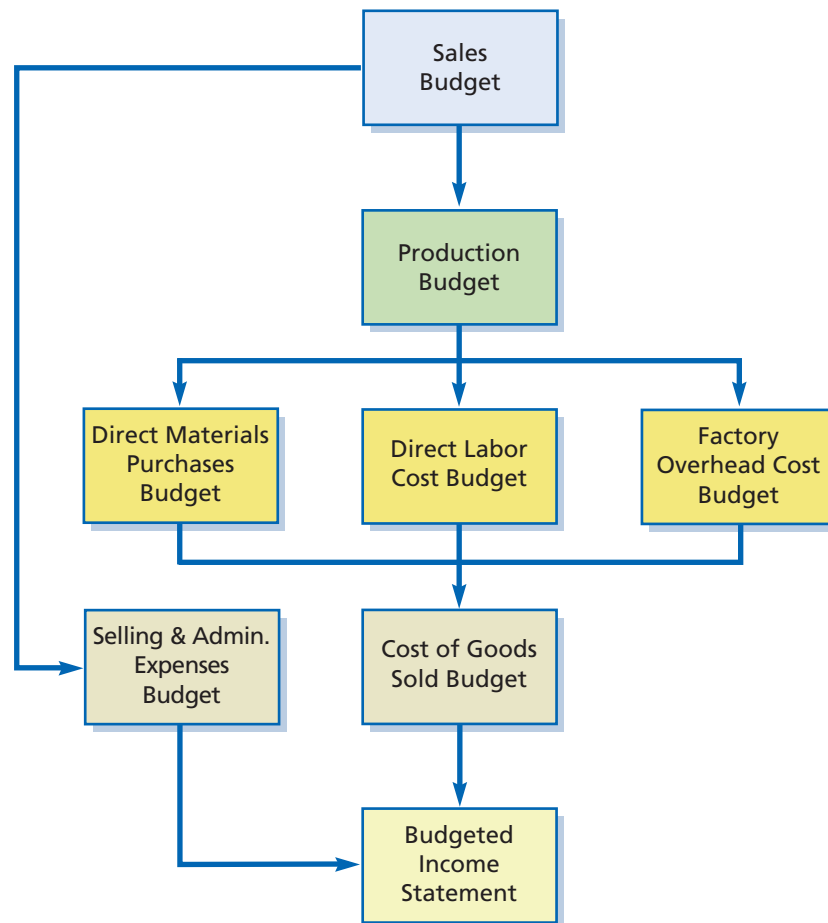 Sales
Budget
Production
Budget
Direct Materials
Purchases
Budget
Direct Labor
Cost Budget
Factory
Overhead Cost
Budget
Selling & Admin.
Expenses
Budget
Cost of Goods
Sold Budget
Budgeted
Income
Statement